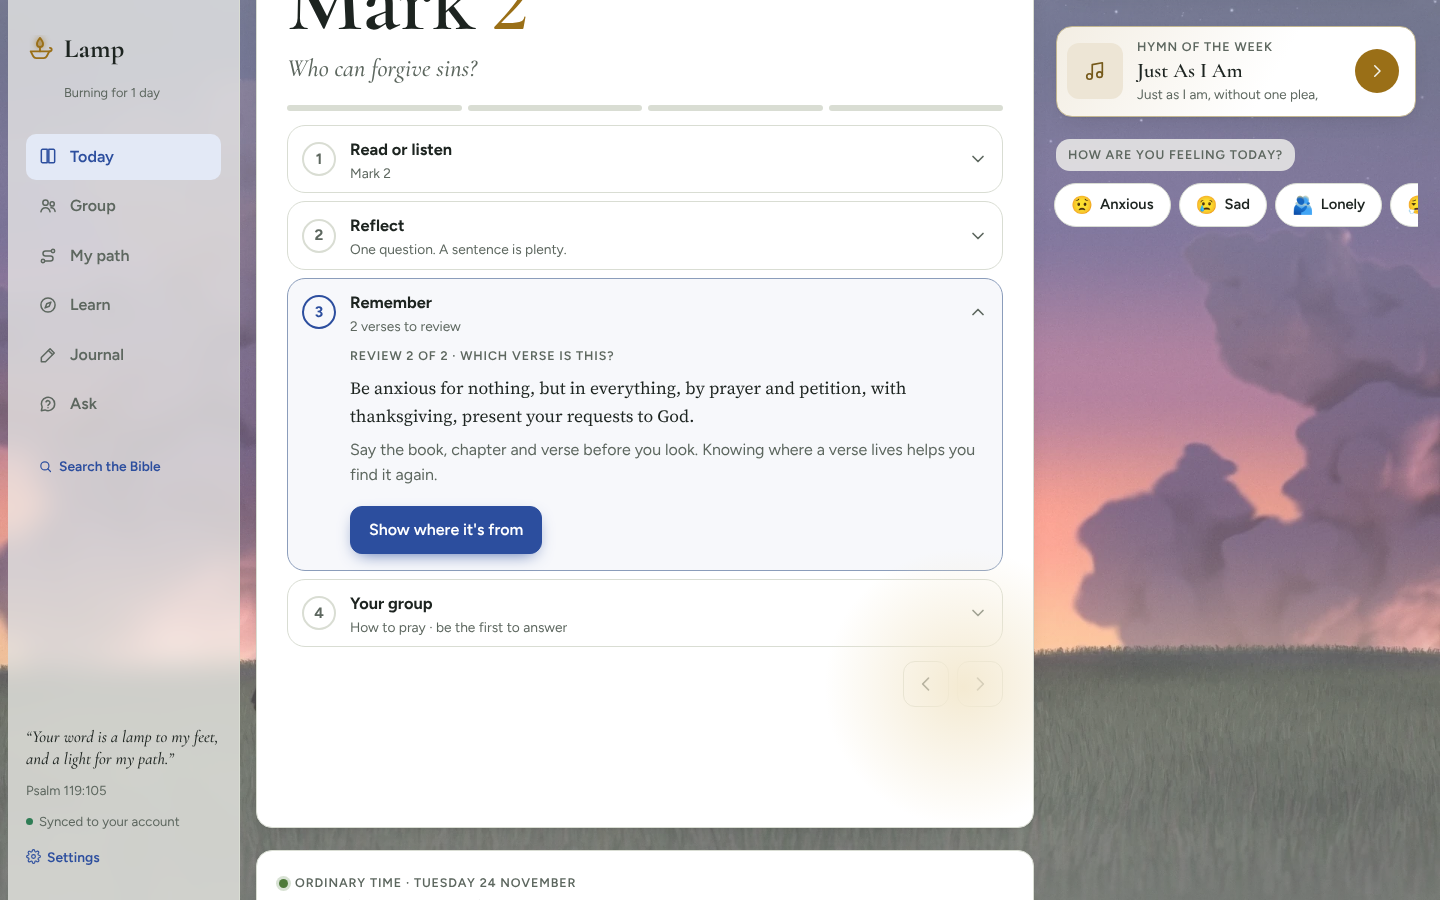 Lamp
Burning for 1 day
Today
Group
My path
Learn
Journal
Ask
Search the Bible
“Your word is a lamp to my feet,
and a light for my path.”
Psalm 119:105
Synced to your account
Settings
Mark 2
Who can forgive sins?
1
Read or listen
Mark 2
2
Reflect
One question. A sentence is plenty.
3
Remember
2 verses to review
REVIEW 2 OF 2 · WHICH VERSE IS THIS?
Be anxious for nothing, but in everything, by prayer and petition, with
thanksgiving, present your requests to God.
Say the book, chapter and verse before you look. Knowing where a verse lives helps you
find it again.
Show where it's from
4
Your group
How to pray · be the first to answer
ORDINARY TIME · TUESDAY 24 NOVEMBER
HYMN OF THE WEEK
Just As I Am
Just as I am, without one plea,
HOW ARE YOU FEELING TODAY?
Anxious
Sad
Lonely